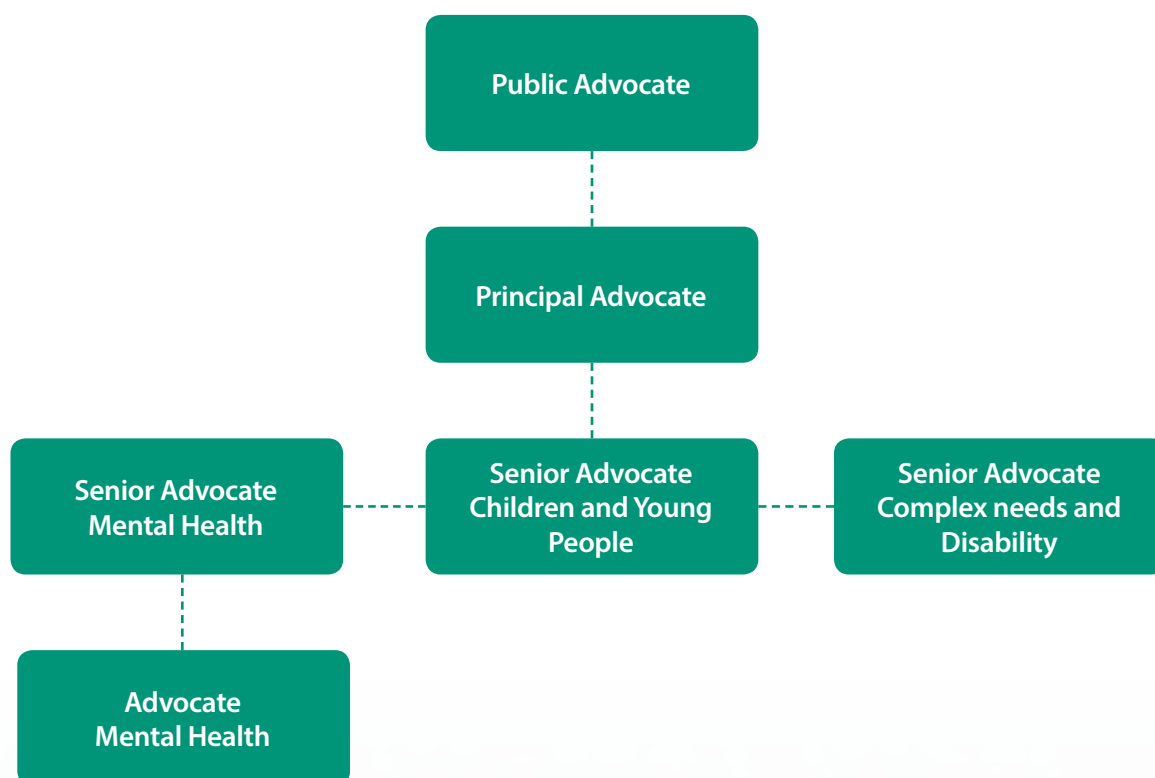 Public Advocate
Principal Advocate
Senior Advocate
Mental Health
Senior Advocate
Children and Young
People
Senior Advocate
Complex needs and
Disability
Advocate
Mental Health